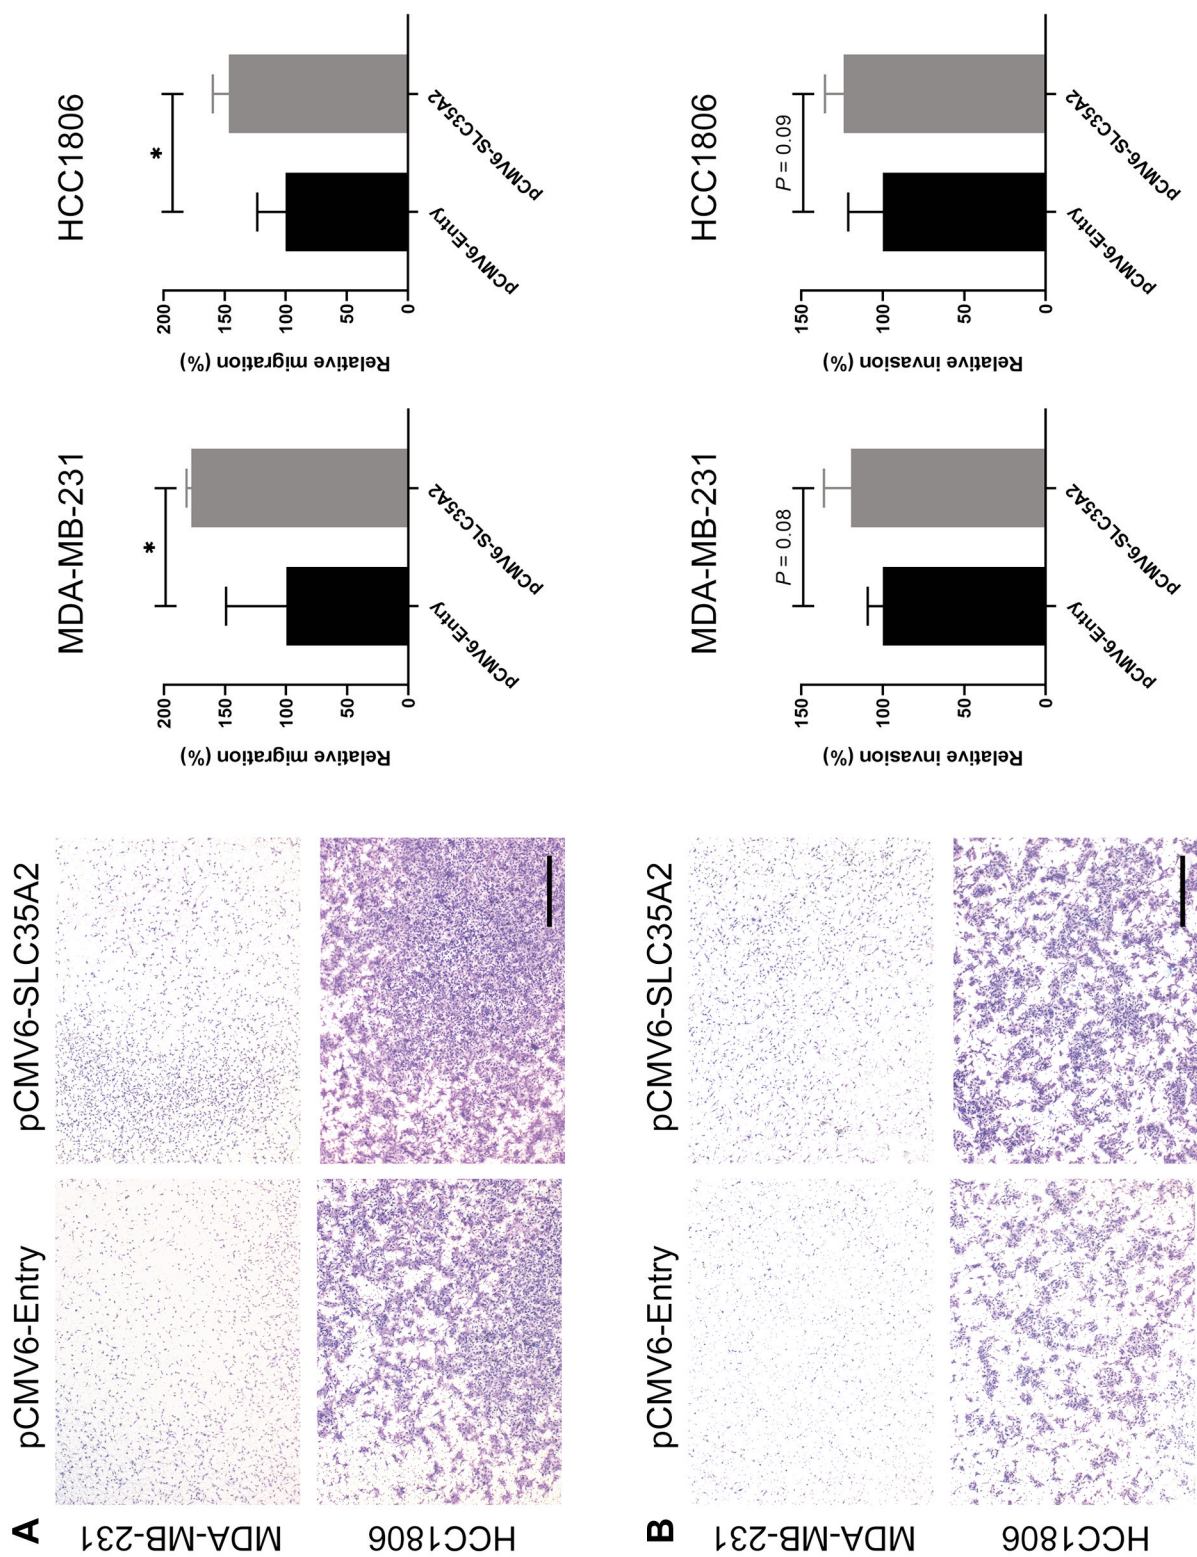 A
pCMV6-Entry
pCMV6-SLC35A2
MDA-MB-231
HCC1806
MDA-MB-231
*
Relative migration (%)
200
150
100
50
0
pCMV6-Entry
pCMV6-SLC35A2
HCC1806
*
Relative migration (%)
200
150
100
50
0
pCMV6-Entry
pCMV6-SLC35A2
B
pCMV6-Entry
pCMV6-SLC35A2
MDA-MB-231
HCC1806
MDA-MB-231
P = 0.08
Relative invasion (%)
150
100
50
0
pCMV6-Entry
pCMV6-SLC35A2
HCC1806
P = 0.09
Relative invasion (%)
150
100
50
0
pCMV6-Entry
pCMV6-SLC35A2